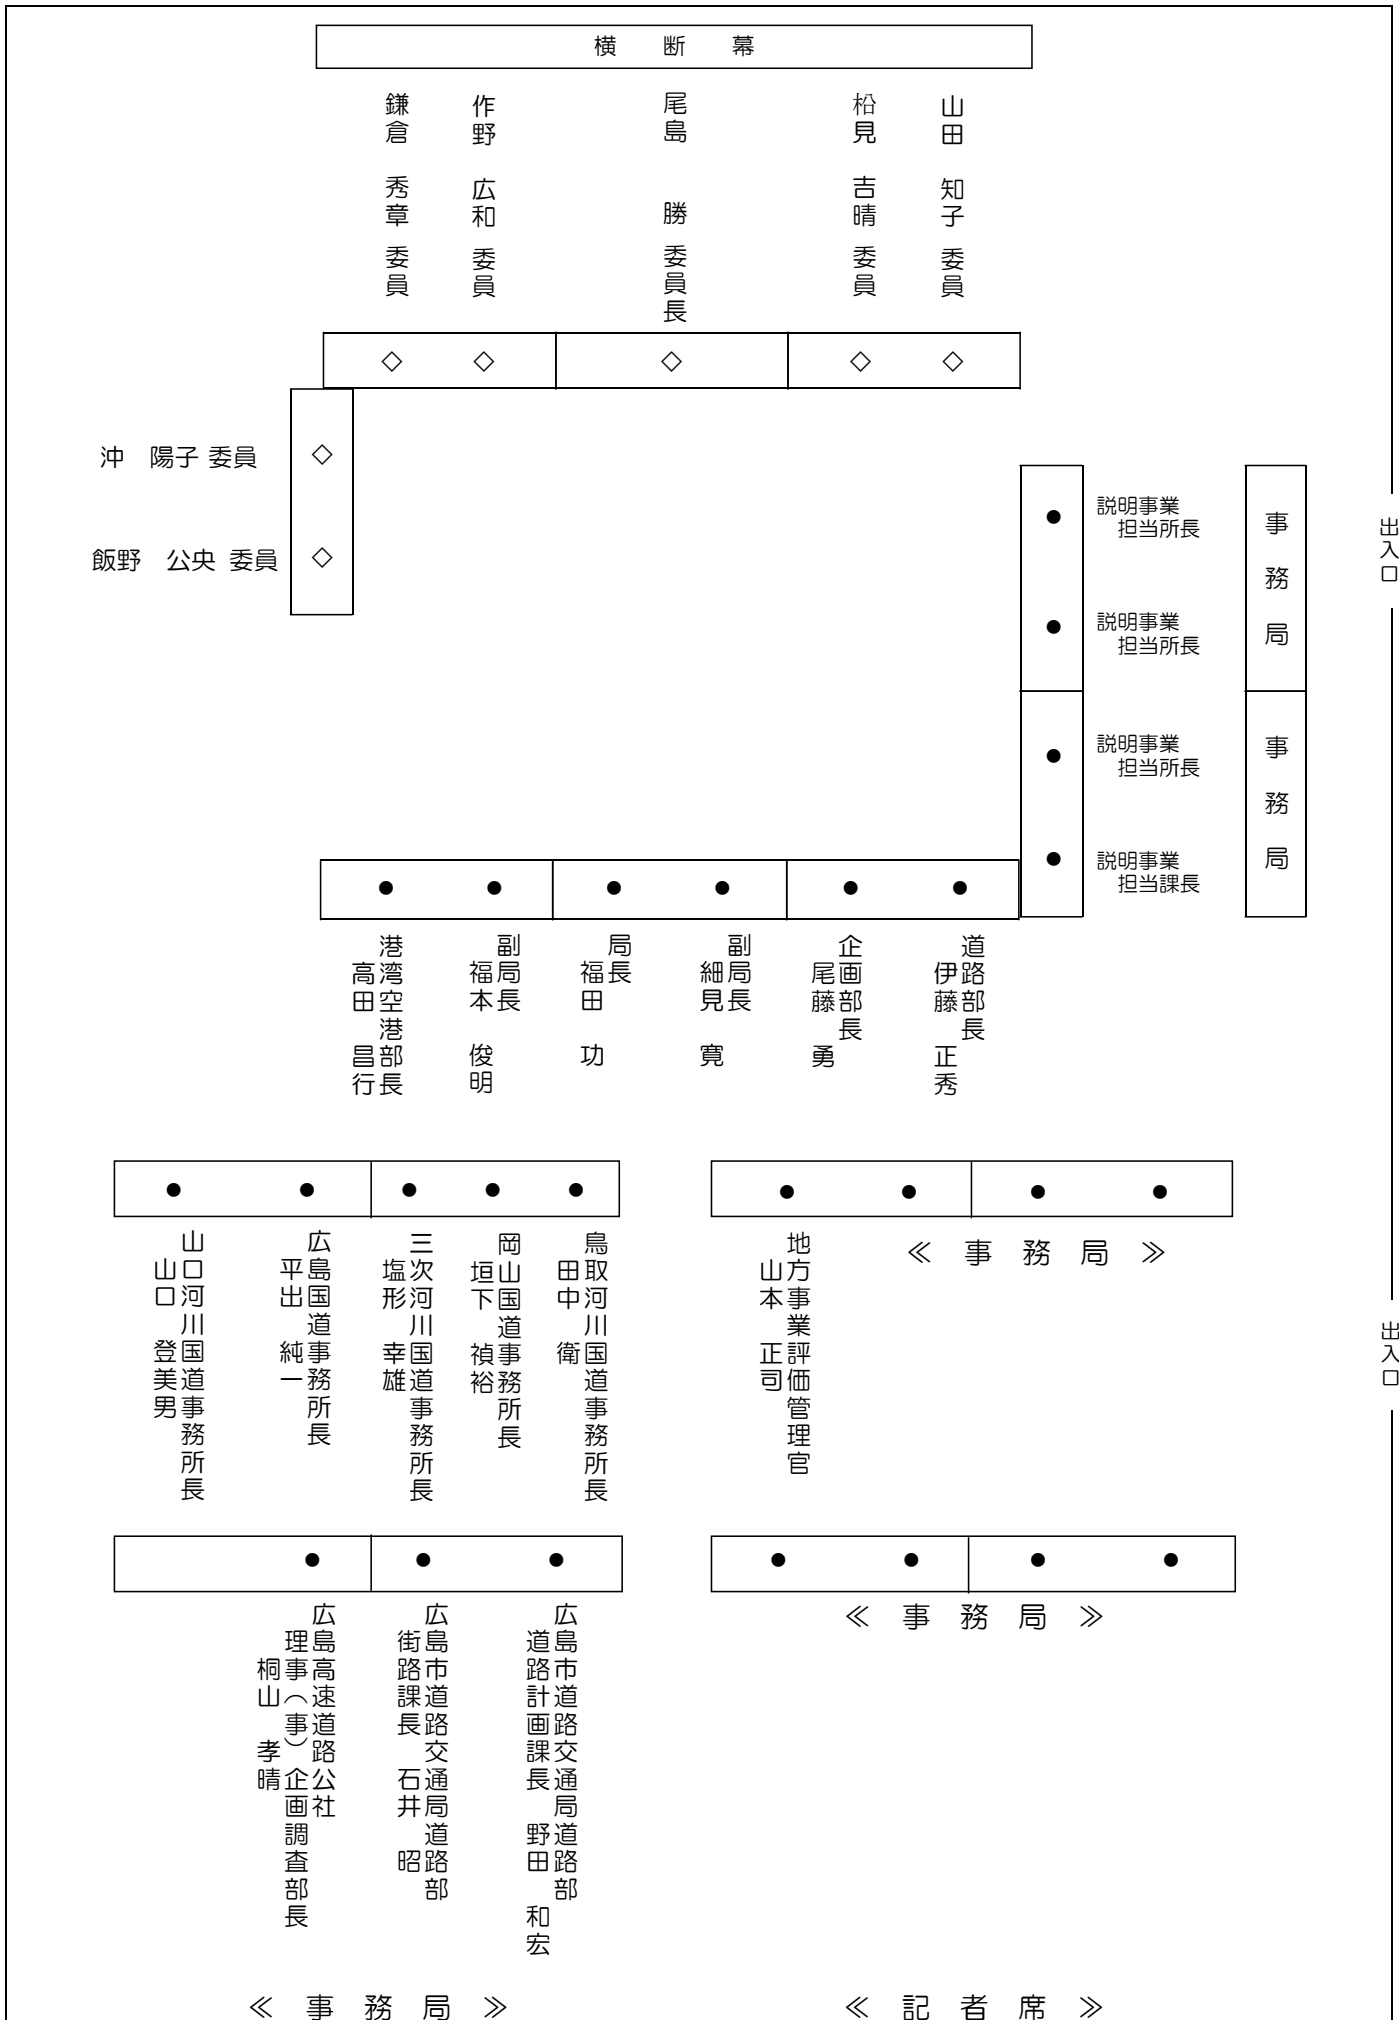 横 断 幕
鎌倉 秀章 委員
作野 広和 委員
尾島 勝 委員長
柗見 吉晴 委員
山田 知子 委員
沖 陽子 委員
飯野 公央 委員
説明事業
担当所長
説明事業
担当所長
説明事業
担当所長
説明事業
担当課長
事務局
事務局
出入口
港湾空港部長
高田 昌行
副局長
福本 俊明
局長
福田 功
副局長
細見 寛
企画部長
尾藤 勇
道路部長
伊藤 正秀
山口河川国道事務所長
山口 登美男
広島国道事務所長
平出 純一
三次河川国道事務所長
塩形 幸雄
岡山国道事務所長
垣下 禎裕
鳥取河川国道事務所長
田中 衛
地方事業評価管理官
山本 正司
≪ 事 務 局 ≫
出入口
広島高速道路公社
理事(事)企画調査部長
桐山 孝晴
広島市道路交通局道路部
街路課長 石井 昭
広島市道路交通局道路部
道路計画課長 野田 和宏
≪ 事 務 局 ≫
≪ 事 務 局 ≫
≪ 記 者 席 ≫